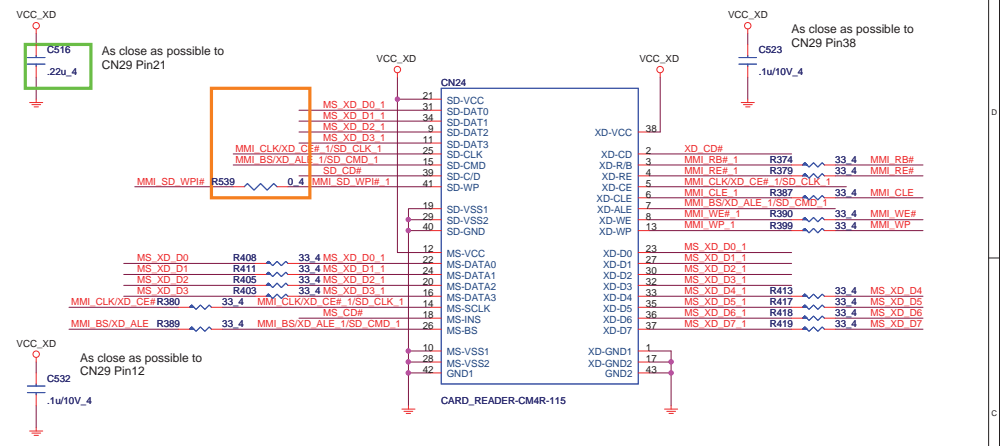 VCC_XD
C516
.22u_4
As close as possible to
CN29 Pin21
VCC_XD
C523
.1u/10V_4
As close as possible to
CN29 Pin38
D
VCC_XD
CN24
VCC_XD
21 SD-VCC
MS_XD_D0_1 31 SD-DAT0
MS_XD_D1_1 34 SD-DAT1
MS_XD_D2_1 9 SD-DAT2
MS_XD_D3_1 11 SD-DAT3
MMI_CLK/XD_CE#_1/SD_CLK_1 25 SD-CLK
MMI_BS/XD_ALE_1/SD_CMD_1 15 SD-CMD
SD_CD# 39 SD-C/D
MMI_SD_WPI# R539 0_4 MMI_SD_WPI#_1 41 SD-WP
19 SD-VSS1
29 SD-VSS2
40 SD-GND
12 MS-VCC
MS_XD_D0 R408 33_4 MS_XD_D0_1 22 MS-DATA0
MS_XD_D1 R411 33_4 MS_XD_D1_1 24 MS-DATA1
MS_XD_D2 R405 33_4 MS_XD_D2_1 20 MS-DATA2
MS_XD_D3 R403 33_4 MS_XD_D3_1 16 MS-DATA3
MMI_CLK/XD_CE# R380 33_4 MMI_CLK/XD_CE#_1/SD_CLK_1 14 MS-SCLK
MS_CD# 18 MS-INS
MMI_BS/XD_ALE R389 33_4 MMI_BS/XD_ALE_1/SD_CMD_1 26 MS-BS
10 MS-VSS1
28 MS-VSS2
42 GND1
XD-VCC 38
XD-CD 2 XD_CD#
XD-R/B 3 MMI_RB#_1 R374 33_4 MMI_RB#
XD-RE 4 MMI_RE#_1 R379 33_4 MMI_RE#
XD-CE 5 MMI_CLK/XD_CE#_1/SD_CLK_1
XD-CLE 6 MMI_CLE_1 R387 33_4 MMI_CLE
XD-ALE 7 MMI_BS/XD_ALE_1/SD_CMD_1
XD-WE 8 MMI_WE#_1 R390 33_4 MMI_WE#
XD-WP 13 MMI_WP_1 R399 33_4 MMI_WP
XD-D0 23 MS_XD_D0_1
XD-D1 27 MS_XD_D1_1
XD-D2 30 MS_XD_D2_1
XD-D3 32 MS_XD_D3_1
XD-D4 33 MS_XD_D4_1 R413 33_4 MS_XD_D4
XD-D5 35 MS_XD_D5_1 R417 33_4 MS_XD_D5
XD-D6 36 MS_XD_D6_1 R418 33_4 MS_XD_D6
XD-D7 37 MS_XD_D7_1 R419 33_4 MS_XD_D7
XD-GND1 1
XD-GND2 17
GND2 43
CARD_READER-CM4R-115
VCC_XD
C532
.1u/10V_4
As close as possible to
CN29 Pin12
C